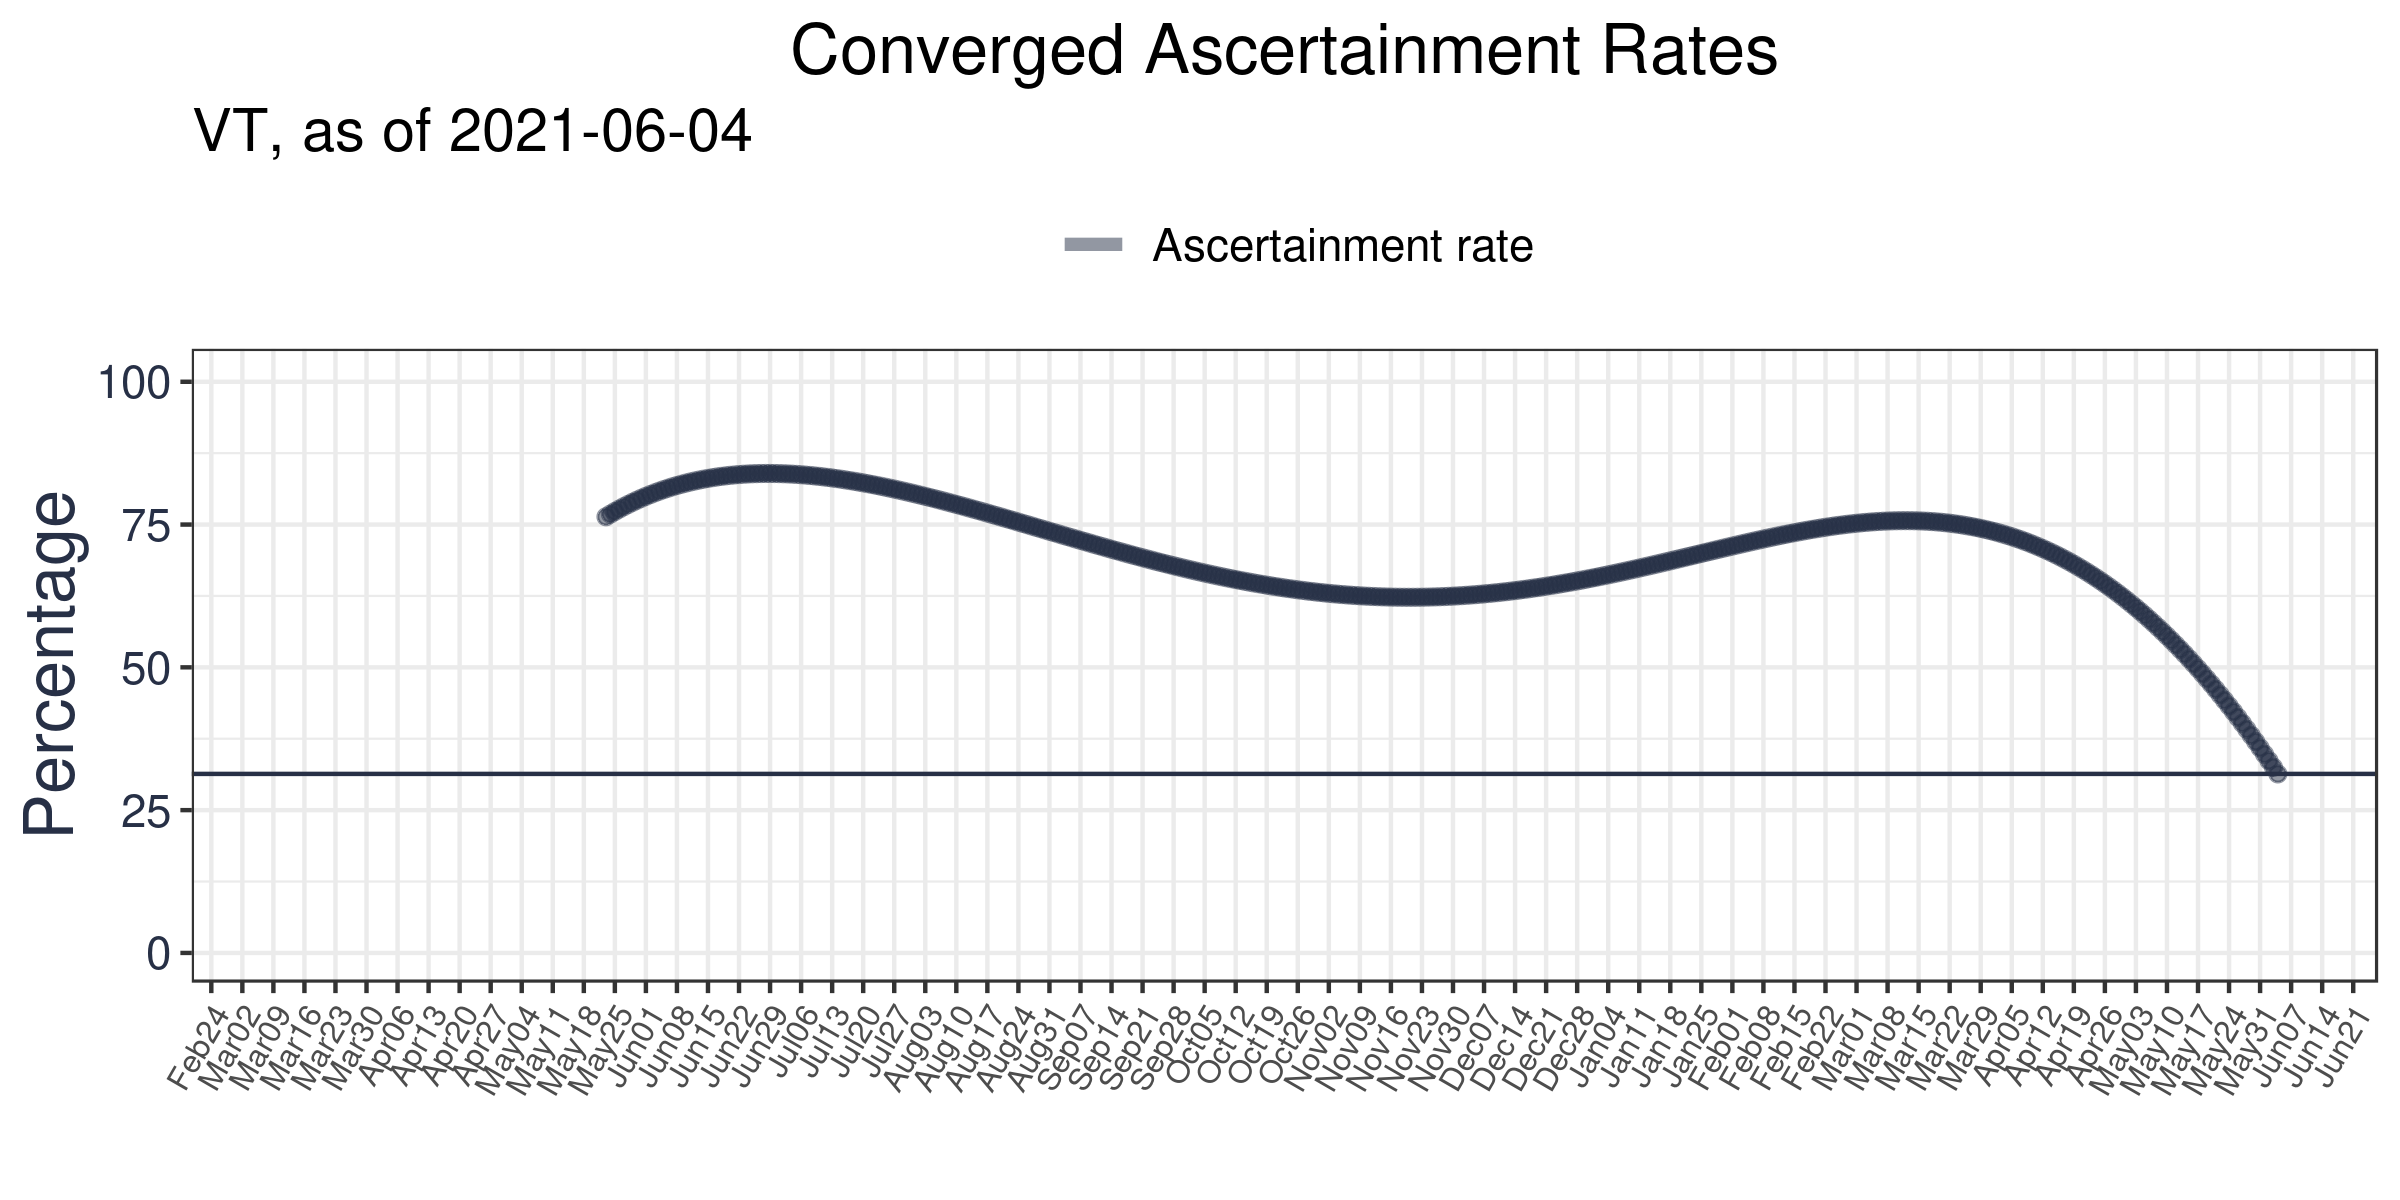 Converged Ascertainment Rates
VT, as of 2021-06-04
Ascertainment rate
Percentage
100
75
50
25
0
Feb24
Mar02
Mar09
Mar16
Mar23
Mar30
Apr06
Apr13
Apr20
Apr27
May04
May11
May18
May25
Jun01
Jun08
Jun15
Jun22
Jun29
Jul06
Jul13
Jul20
Jul27
Aug03
Aug10
Aug17
Aug24
Aug31
Sep07
Sep14
Sep21
Sep28
Oct05
Oct12
Oct19
Oct26
Nov02
Nov09
Nov16
Nov23
Nov30
Dec07
Dec14
Dec21
Dec28
Jan04
Jan11
Jan18
Jan25
Feb01
Feb08
Feb15
Feb22
Mar01
Mar08
Mar15
Mar22
Mar29
Apr05
Apr12
Apr19
Apr26
May03
May10
May17
May24
May31
Jun07
Jun14
Jun21